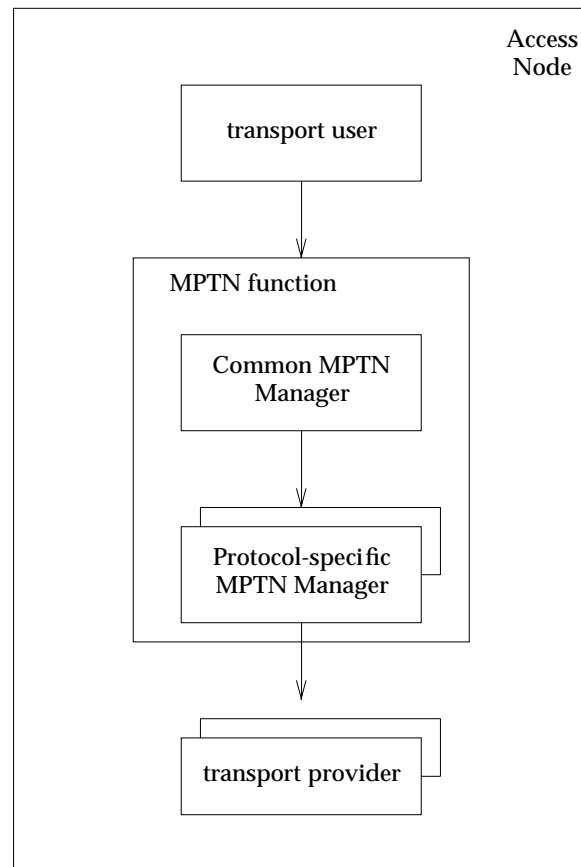 Access
Node
transport user
MPTN function
Common MPTN
Manager
Protocol-specific
MPTN Manager
transport provider